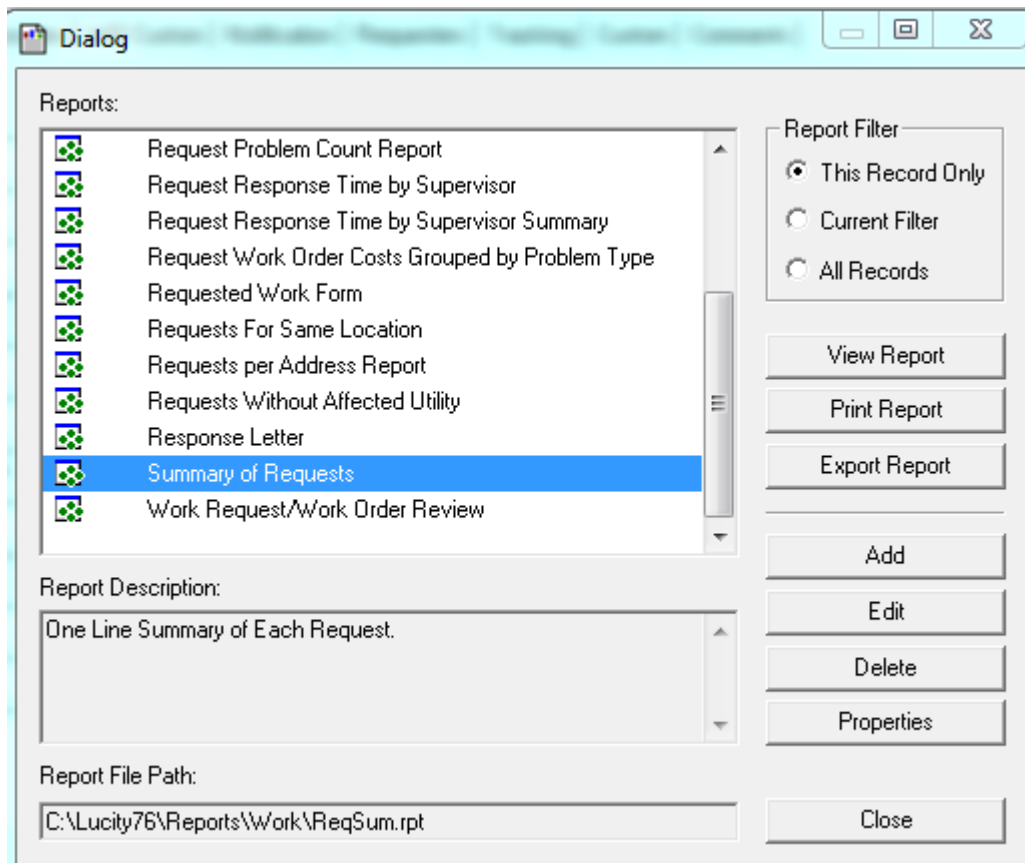 Dialog
Reports:
Request Problem Count Report
Request Response Time by Supervisor
Request Response Time by Supervisor Summary
Request Work Order Costs Grouped by Problem Type
Requested Work Form
Requests For Same Location
Requests per Address Report
Requests Without Affected Utility
Response Letter
Summary of Requests
Work Request/Work Order Review
Report Description:
One Line Summary of Each Request.
Report File Path:
C:\Lucity76\Reports\Work\ReqSum.rpt
Report Filter
This Record Only
Current Filter
All Records
View Report
Print Report
Export Report
Add
Edit
Delete
Properties
Close